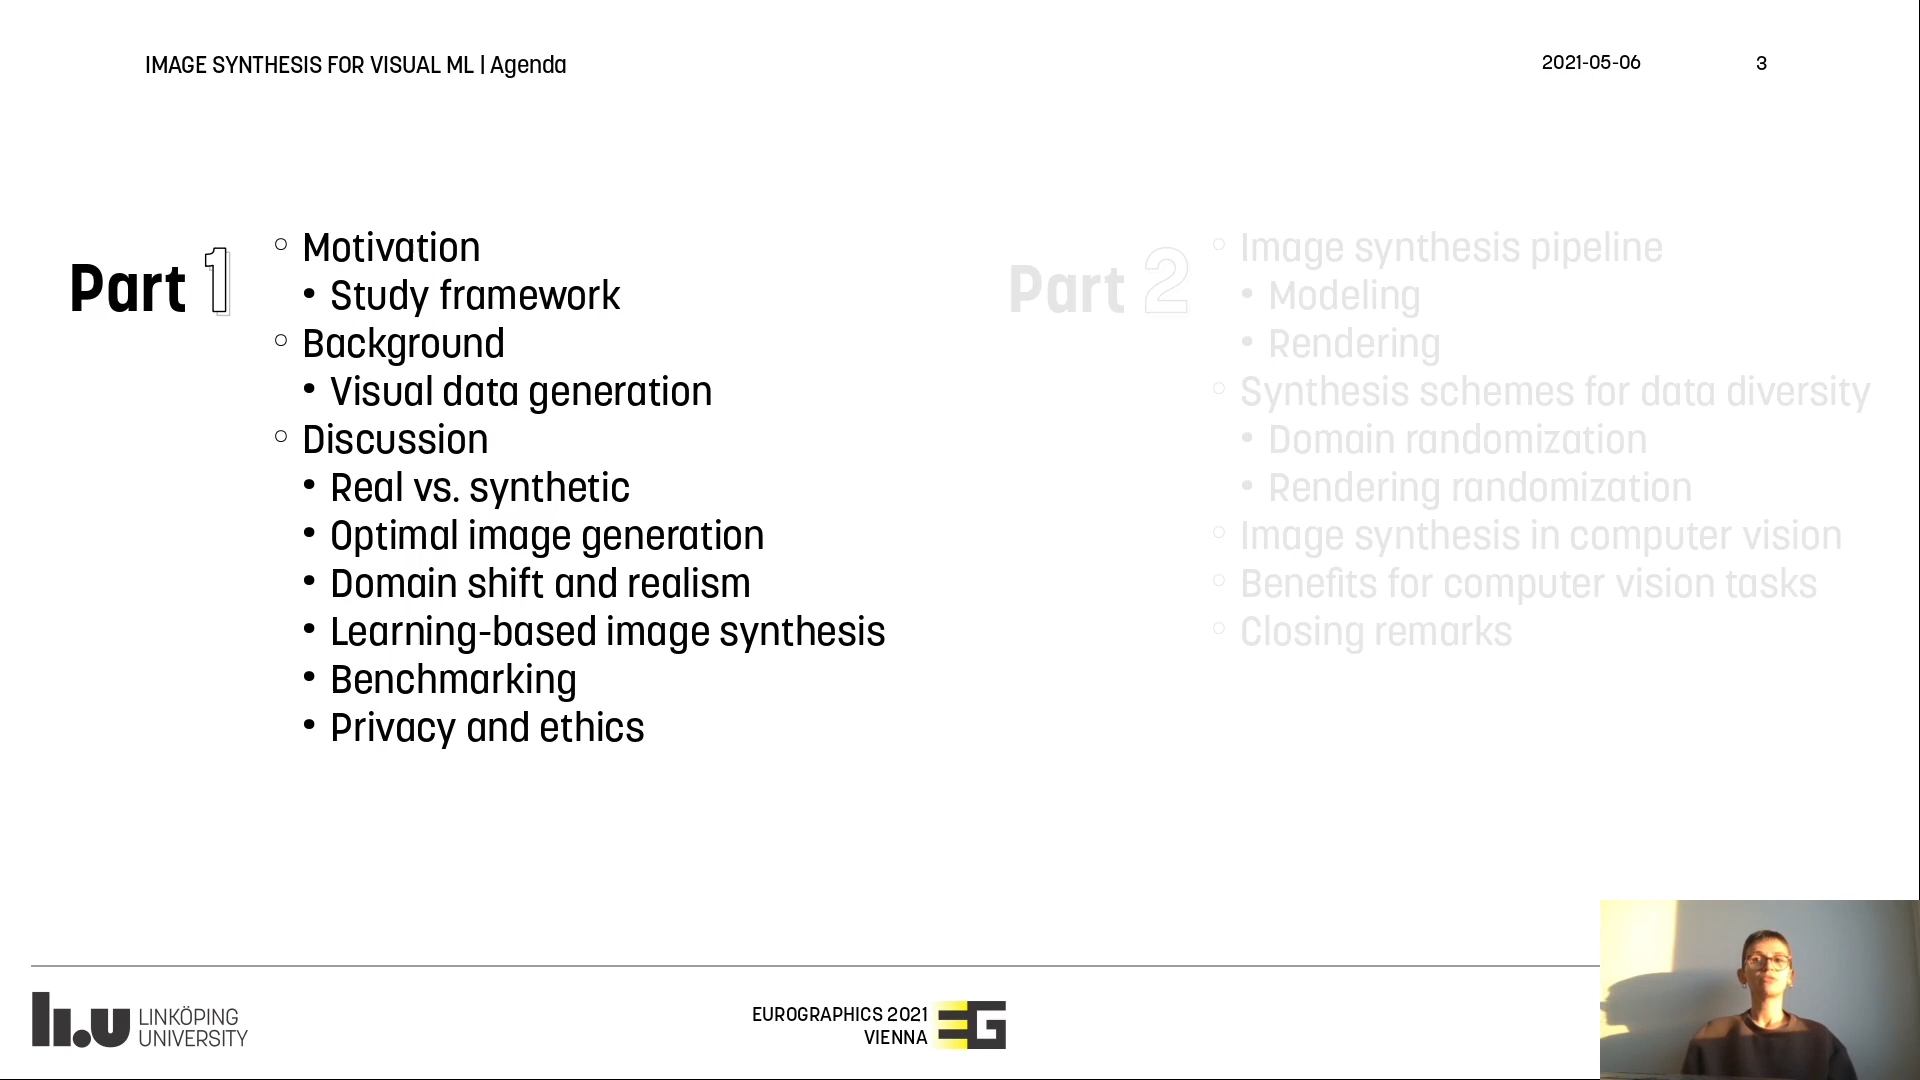 IMAGE SYNTHESIS FOR VISUAL ML | Agenda
2021-05-06
3
Part 1
○ Motivation
• Study framework
○ Background
• Visual data generation
○ Discussion
• Real vs. synthetic
• Optimal image generation
• Domain shift and realism
• Learning-based image synthesis
• Benchmarking
• Privacy and ethics
Part 2
○ Image synthesis pipeline
• Modeling
• Rendering
○ Synthesis schemes for data diversity
• Domain randomization
• Rendering randomization
○ Image synthesis in computer vision
○ Benefits for computer vision tasks
○ Closing remarks
li.u LINKÖPING
UNIVERSITY
EUROGRAPHICS 2021
VIENNA
EG